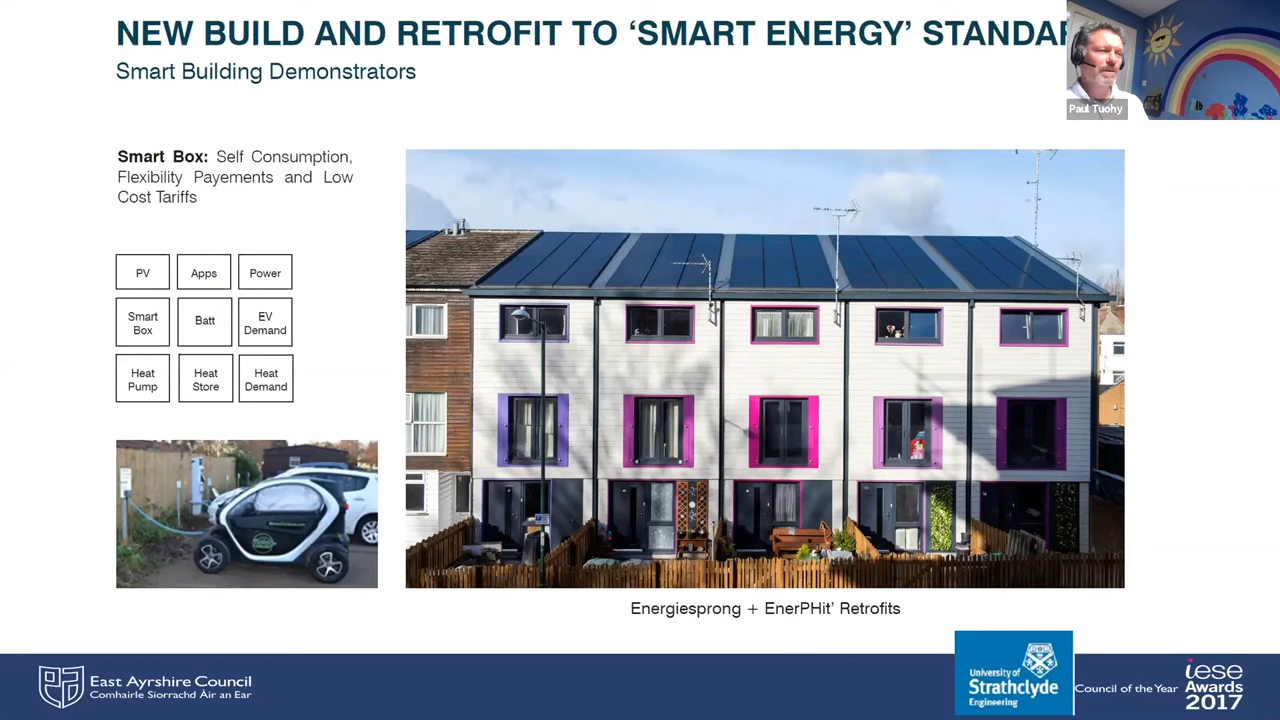 NEW BUILD AND RETROFIT TO ‘SMART ENERGY’ STANDAR
Smart Building Demonstrators
Paul Tuohy
Smart Box: Self Consumption,
Flexibility Payements and Low
Cost Tariffs
PV
Apps
Power
Smart
Box
Batt
EV
Demand
Heat
Pump
Heat
Store
Heat
Demand
Energiesprong + EnerPHit’ Retrofits
East Ayrshire Council
Comhairle Siorrachd Àir an Ear
University of
Strathclyde
Engineering
Council of the Year
iese
Awards
2017